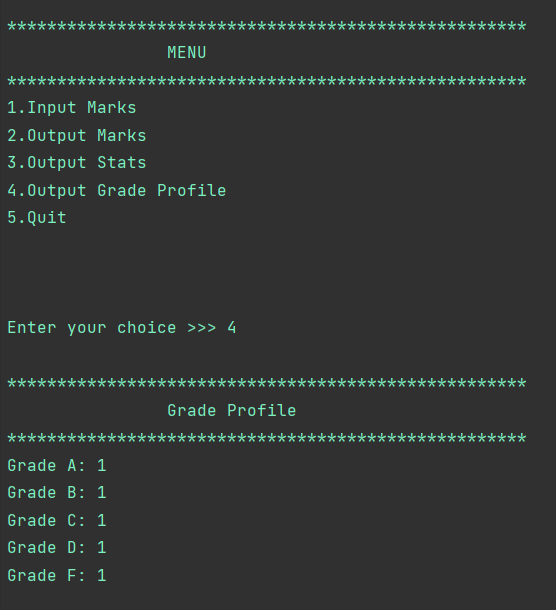 ****************************************************
MENU
****************************************************
1.Input Marks
2.Output Marks
3.Output Stats
4.Output Grade Profile
5.Quit
Enter your choice >>> 4
****************************************************
Grade Profile
****************************************************
Grade A: 1
Grade B: 1
Grade C: 1
Grade D: 1
Grade F: 1